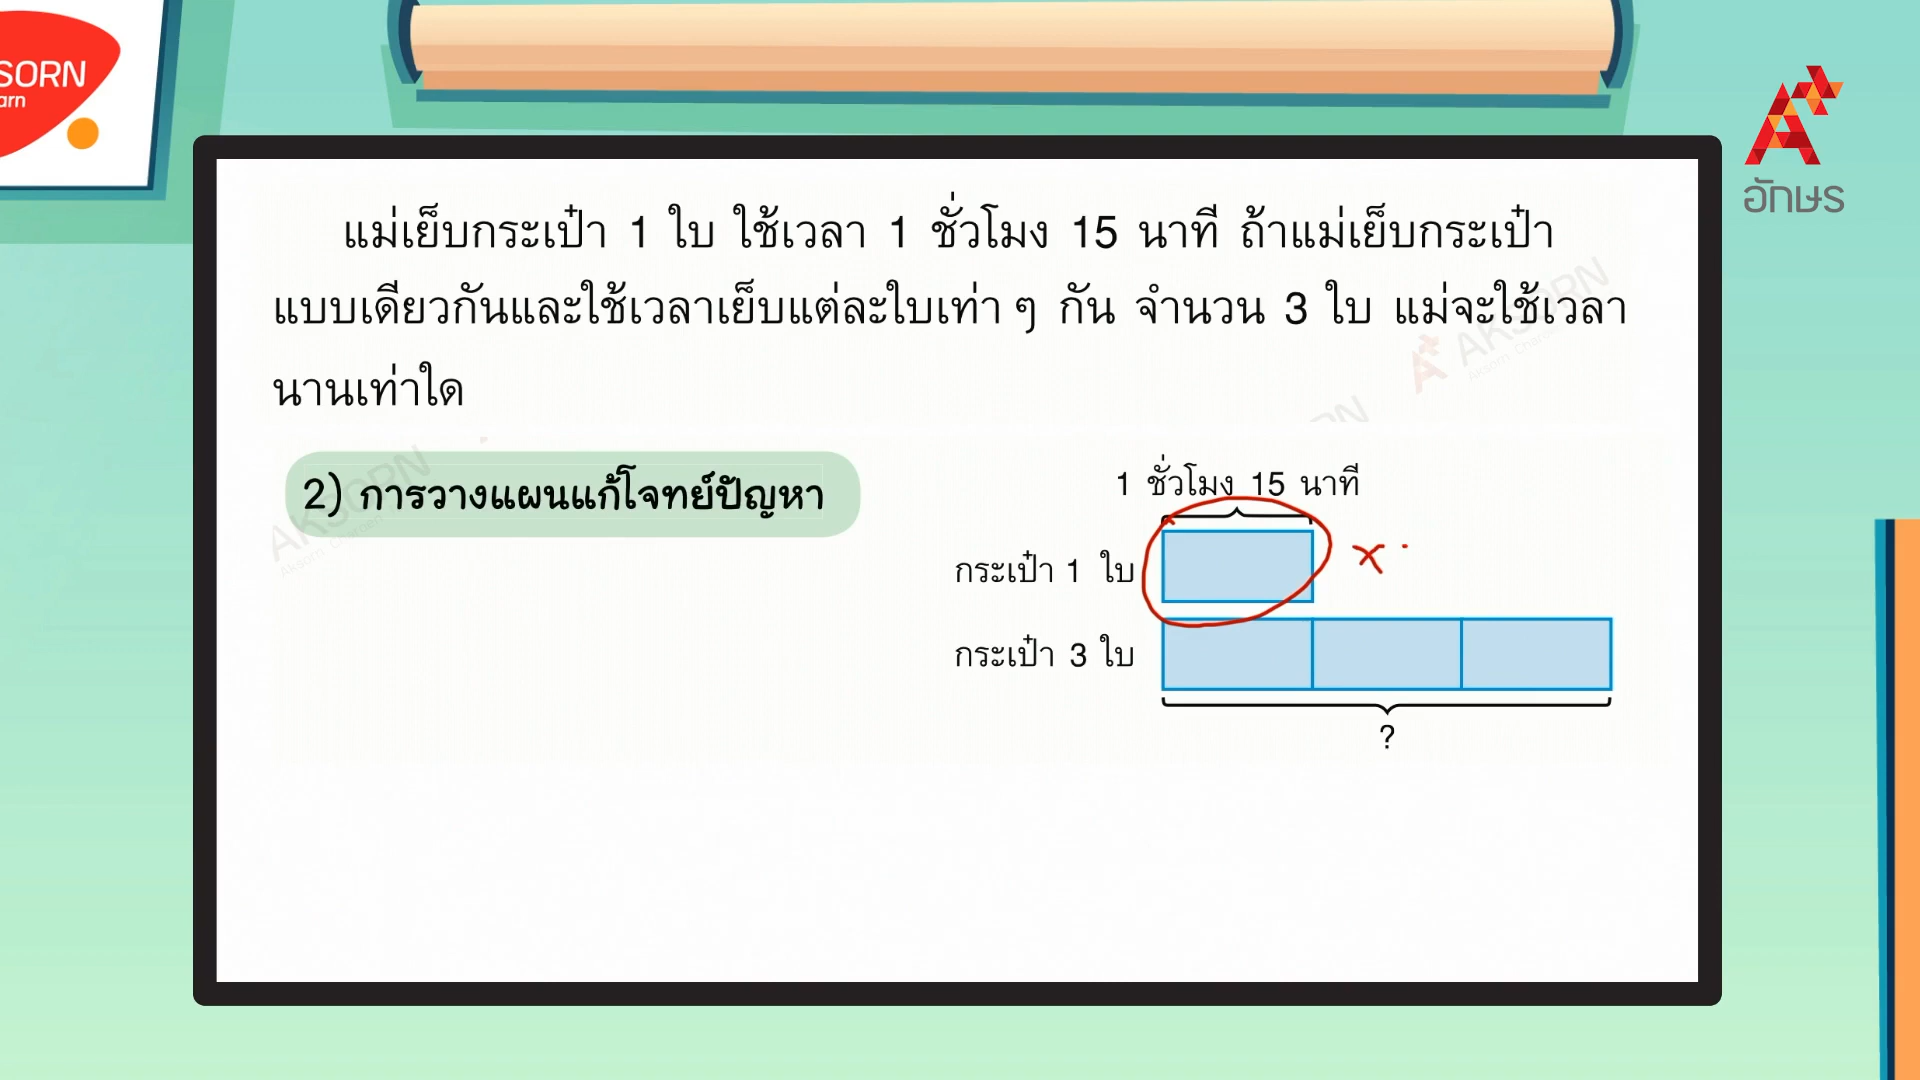 SORN
arn
อักษร
แม่เย็บกระเป๋า 1 ใบ ใช้เวลา 1 ชั่วโมง 15 นาที ถ้าแม่เย็บกระเป๋า
แบบเดียวกันและใช้เวลาเย็บแต่ละใบเท่า ๆ กัน จำนวน 3 ใบ แม่จะใช้เวลา
นานเท่าใด
2) การวางแผนแก้โจทย์ปัญหา
1 ชั่วโมง 15 นาที
กระเป๋า 1 ใบ
×
กระเป๋า 3 ใบ
?
AKSORN
Aksorn Charoen
AKSORN
Aksorn Charoen